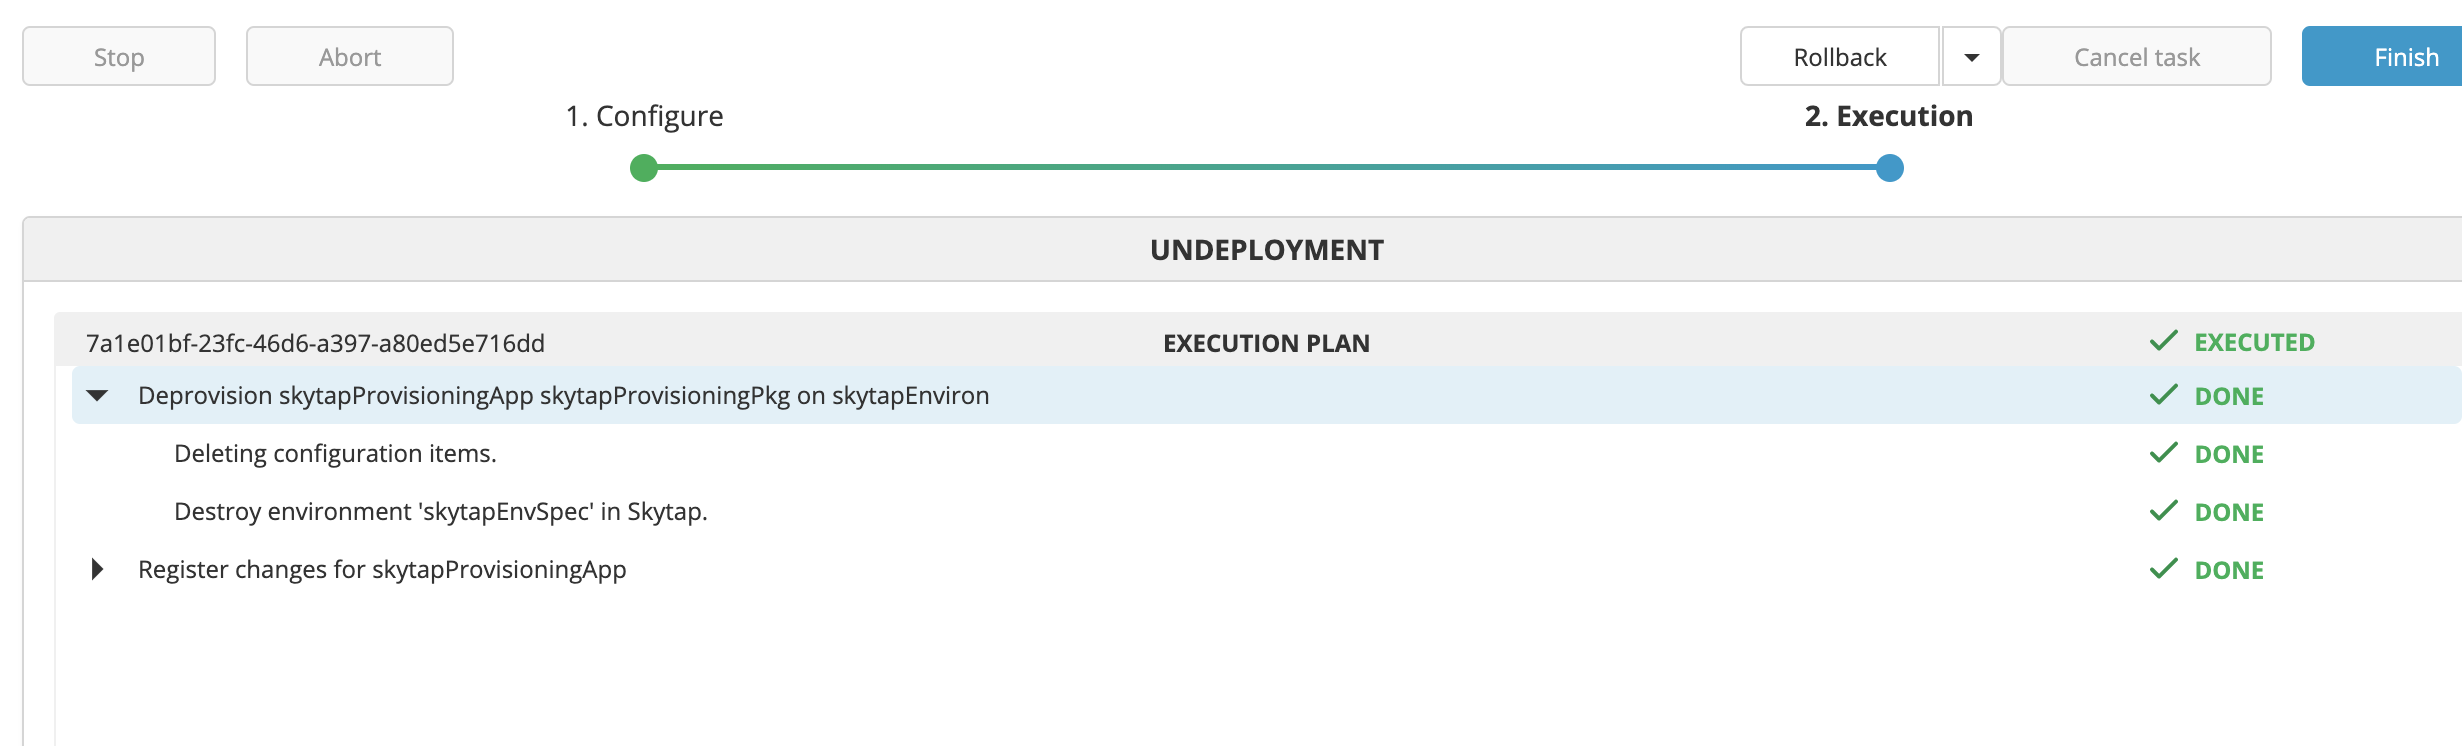 Stop Abort Rollback Cancel task Finish
1. Configure 2. Execution
UNDEPLOYMENT
7a1e01bf-23fc-46d6-a397-a80ed5e716dd EXECUTION PLAN EXECUTED
Deprovision skytapProvisioningApp skytapProvisioningPkg on skytapEnviron DONE
Deleting configuration items. DONE
Destroy environment 'skytapEnvSpec' in Skytap. DONE
Register changes for skytapProvisioningApp DONE